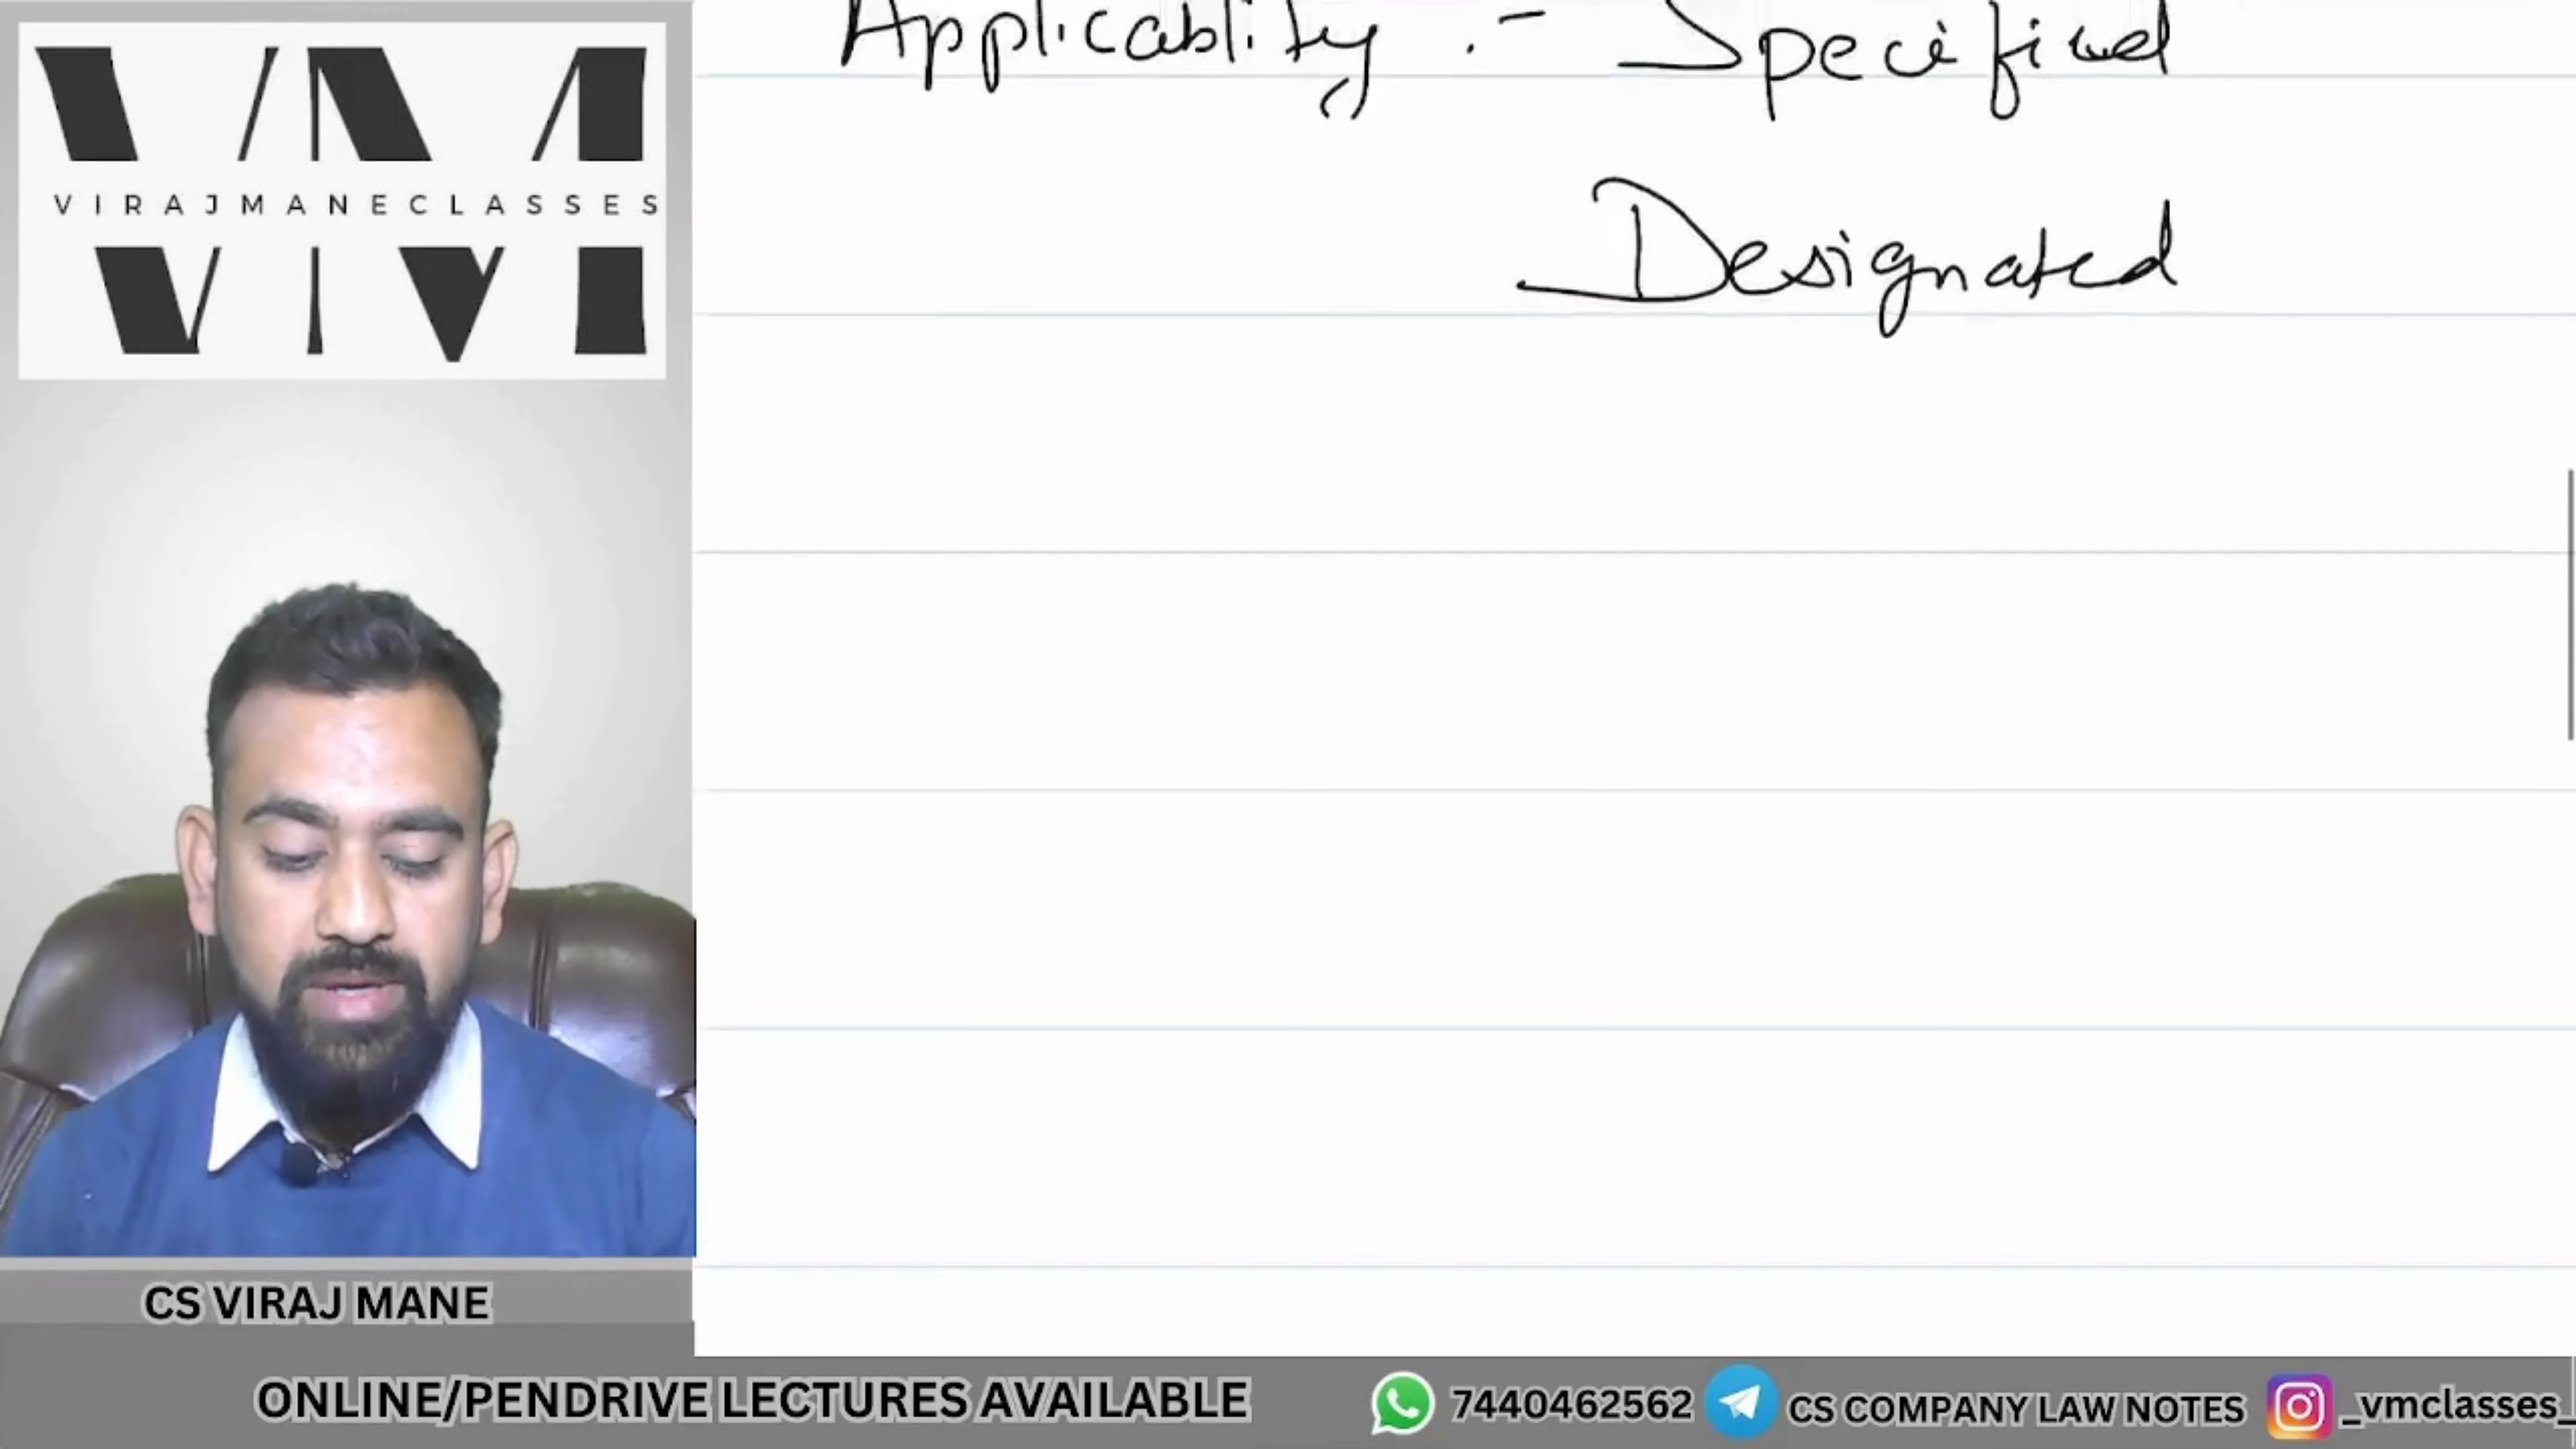 VIRAJMANECLASSES
Applicablity :- Specified
Designated
CS VIRAJ MANE
ONLINE/PENDRIVE LECTURES AVAILABLE
7440462562
CS COMPANY LAW NOTES
_vmclasses_